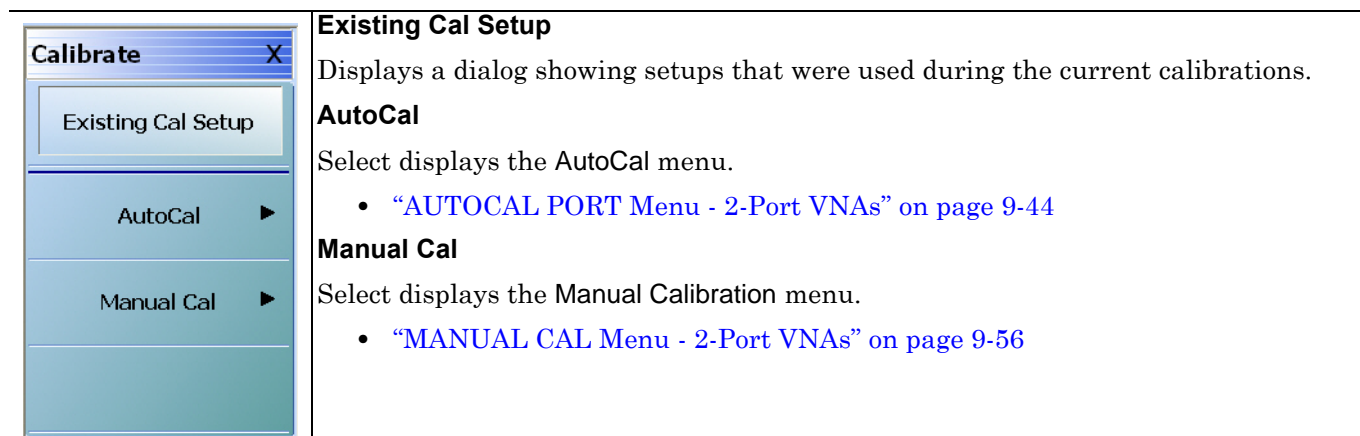 Calibrate X
Existing Cal Setup
AutoCal ►
Manual Cal ►
Existing Cal Setup
Displays a dialog showing setups that were used during the current calibrations.
AutoCal
Select displays the AutoCal menu.
• “AUTOCAL PORT Menu - 2-Port VNAs” on page 9-44
Manual Cal
Select displays the Manual Calibration menu.
• “MANUAL CAL Menu - 2-Port VNAs” on page 9-56